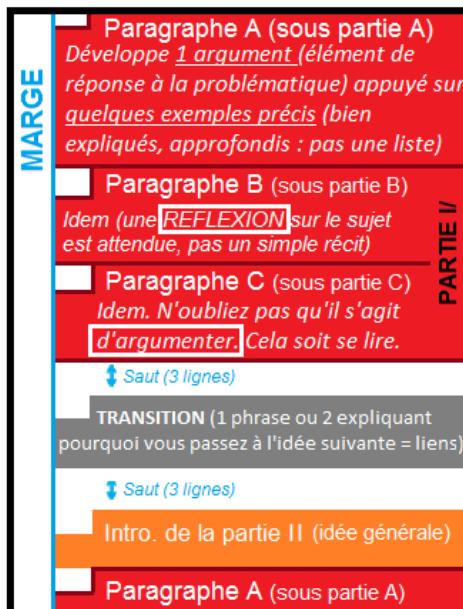 MARGE
Paragraphe A (sous partie A)
Développe 1 argument (élément de
réponse à la problématique) appuyé sur
quelques exemples précis (bien
expliqués, approfondis : pas une liste)
Paragraphe B (sous partie B)
Idem (une REFLEXION sur le sujet
est attendue, pas un simple récit)
PARTIE I/
Paragraphe C (sous partie C)
Idem. N'oubliez pas qu'il s'agit
d'argumenter. Cela soit se lire.
Saut (3 lignes)
TRANSITION (1 phrase ou 2 expliquant
pourquoi vous passez à l'idée suivante = liens)
Saut (3 lignes)
Intro. de la partie II (idée générale)
Paragraphe A (sous partie A)